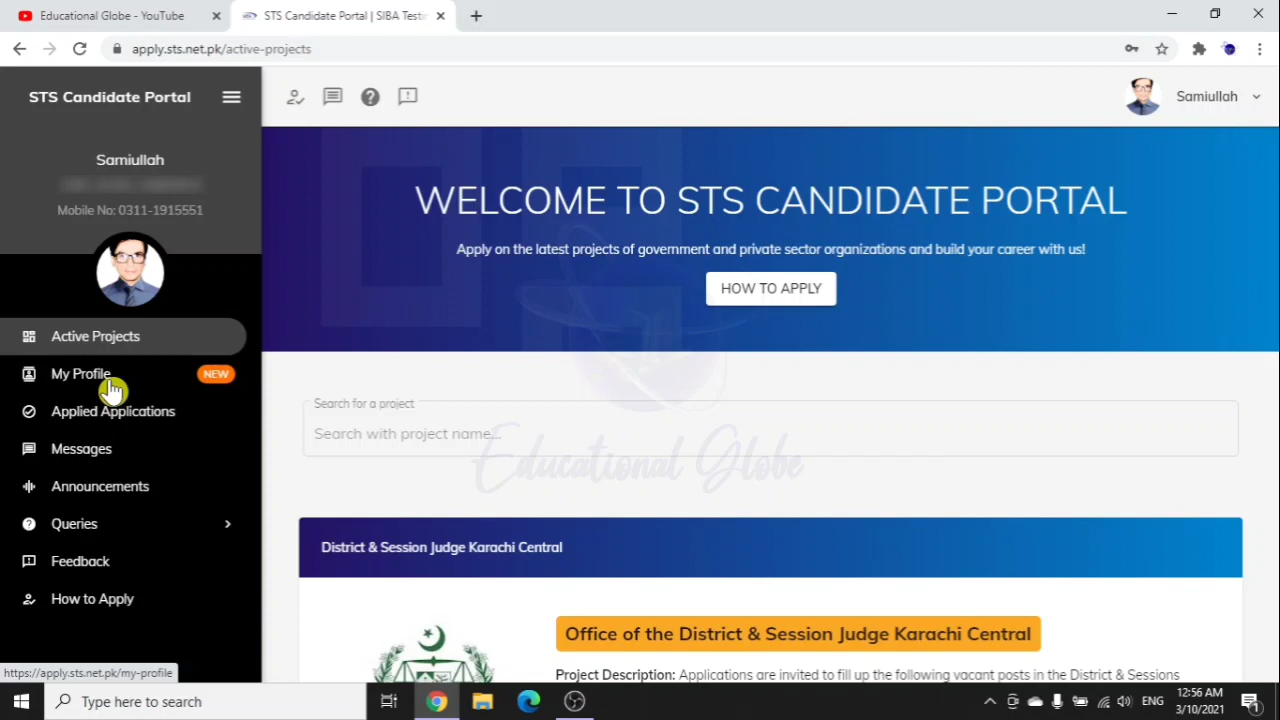 Educational Globe - YouTube
STS Candidate Portal | SIBA Testi
apply.sts.net.pk/active-projects
STS Candidate Portal
Samiullah
Samiullah
Mobile No: 0311-1915551
WELCOME TO STS CANDIDATE PORTAL
Apply on the latest projects of government and private sector organizations and build your career with us!
HOW TO APPLY
Active Projects
My Profile
NEW
Applied Applications
Messages
Announcements
Queries
Feedback
How to Apply
Search for a project
Search with project name...
Educational Globe
District & Session Judge Karachi Central
Office of the District & Session Judge Karachi Central
Project Description: Applications are invited to fill up the following vacant posts in the District & Sessions
https://apply.sts.net.pk/my-profile
Type here to search
ENG
12:56 AM
3/10/2021
1